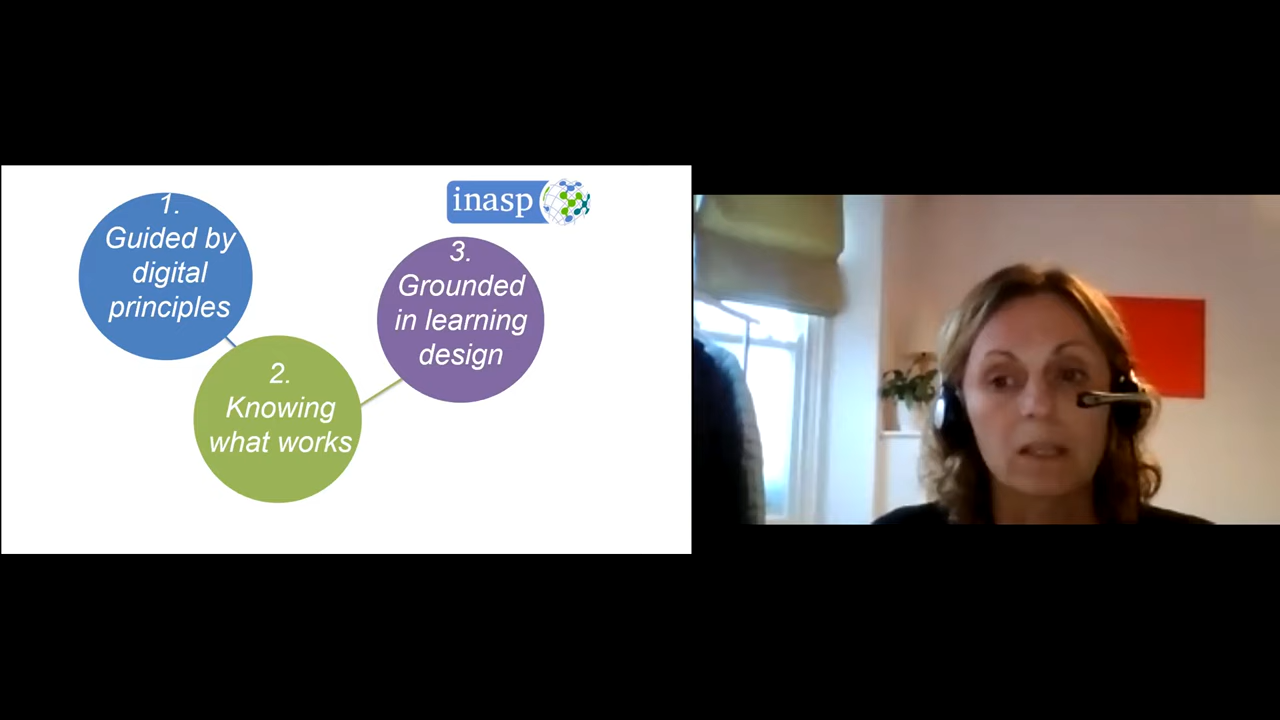 inasp
1.
Guided by
digital
principles
2.
Knowing
what works
3.
Grounded
in learning
design